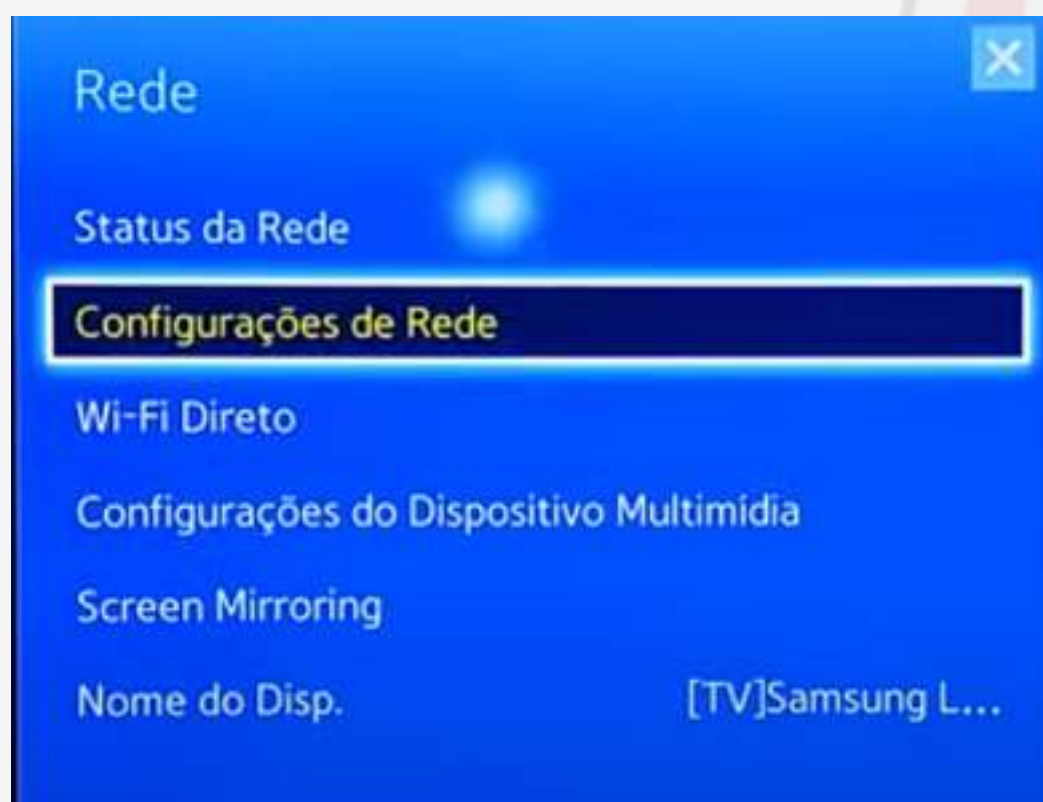 Rede
Status da Rede
Configurações de Rede
Wi-Fi Direto
Configurações do Dispositivo Multimídia
Screen Mirroring
Nome do Disp. [TV]Samsung L...